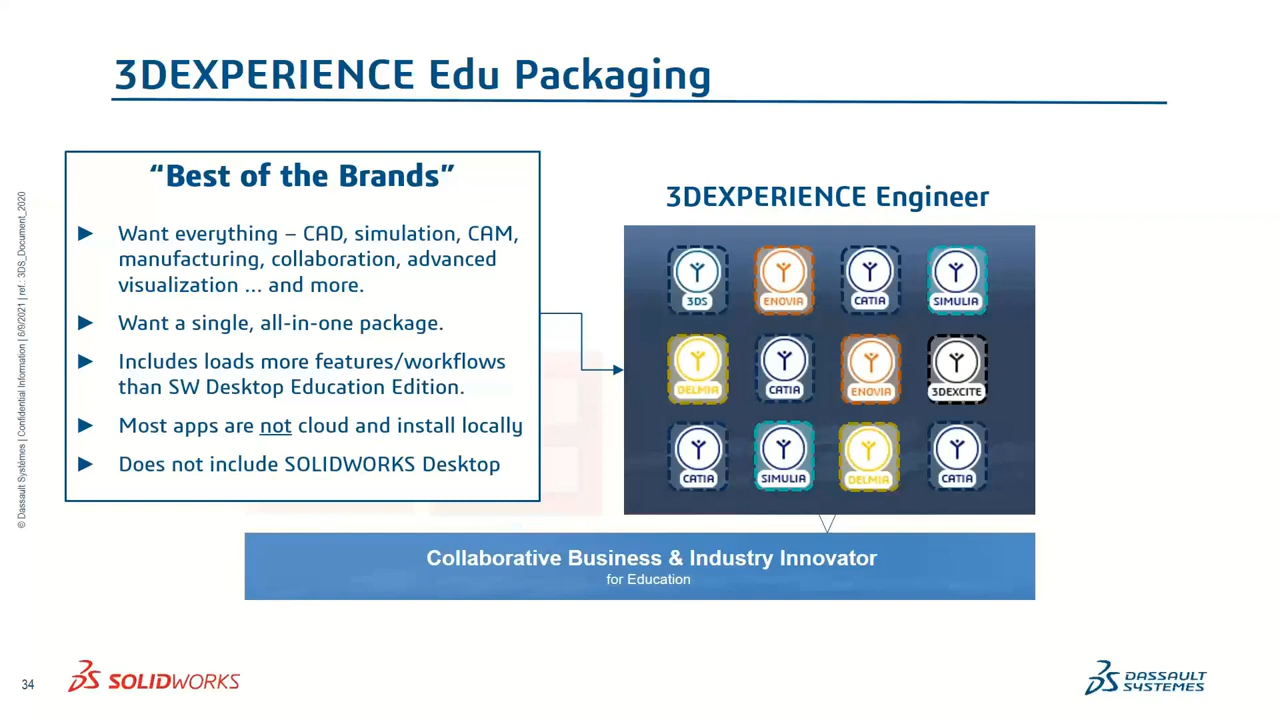 3DEXPERIENCE Edu Packaging
“Best of the Brands”
► Want everything – CAD, simulation, CAM,
manufacturing, collaboration, advanced
visualization ... and more.
► Want a single, all-in-one package.
► Includes loads more features/workflows
than SW Desktop Education Edition.
► Most apps are not cloud and install locally
► Does not include SOLIDWORKS Desktop
3DEXPERIENCE Engineer
3DS ENOVIA CATIA SIMULIA
DELMIA CATIA ENOVIA 3DEXCITE
CATIA SIMULIA DELMIA CATIA
Collaborative Business & Industry Innovator
for Education
© Dassault Systèmes | Confidential Information | 6/9/2021 | ref.: 3DS_Document_2020
34
SOLIDWORKS
DASSAULT
SYSTEMES